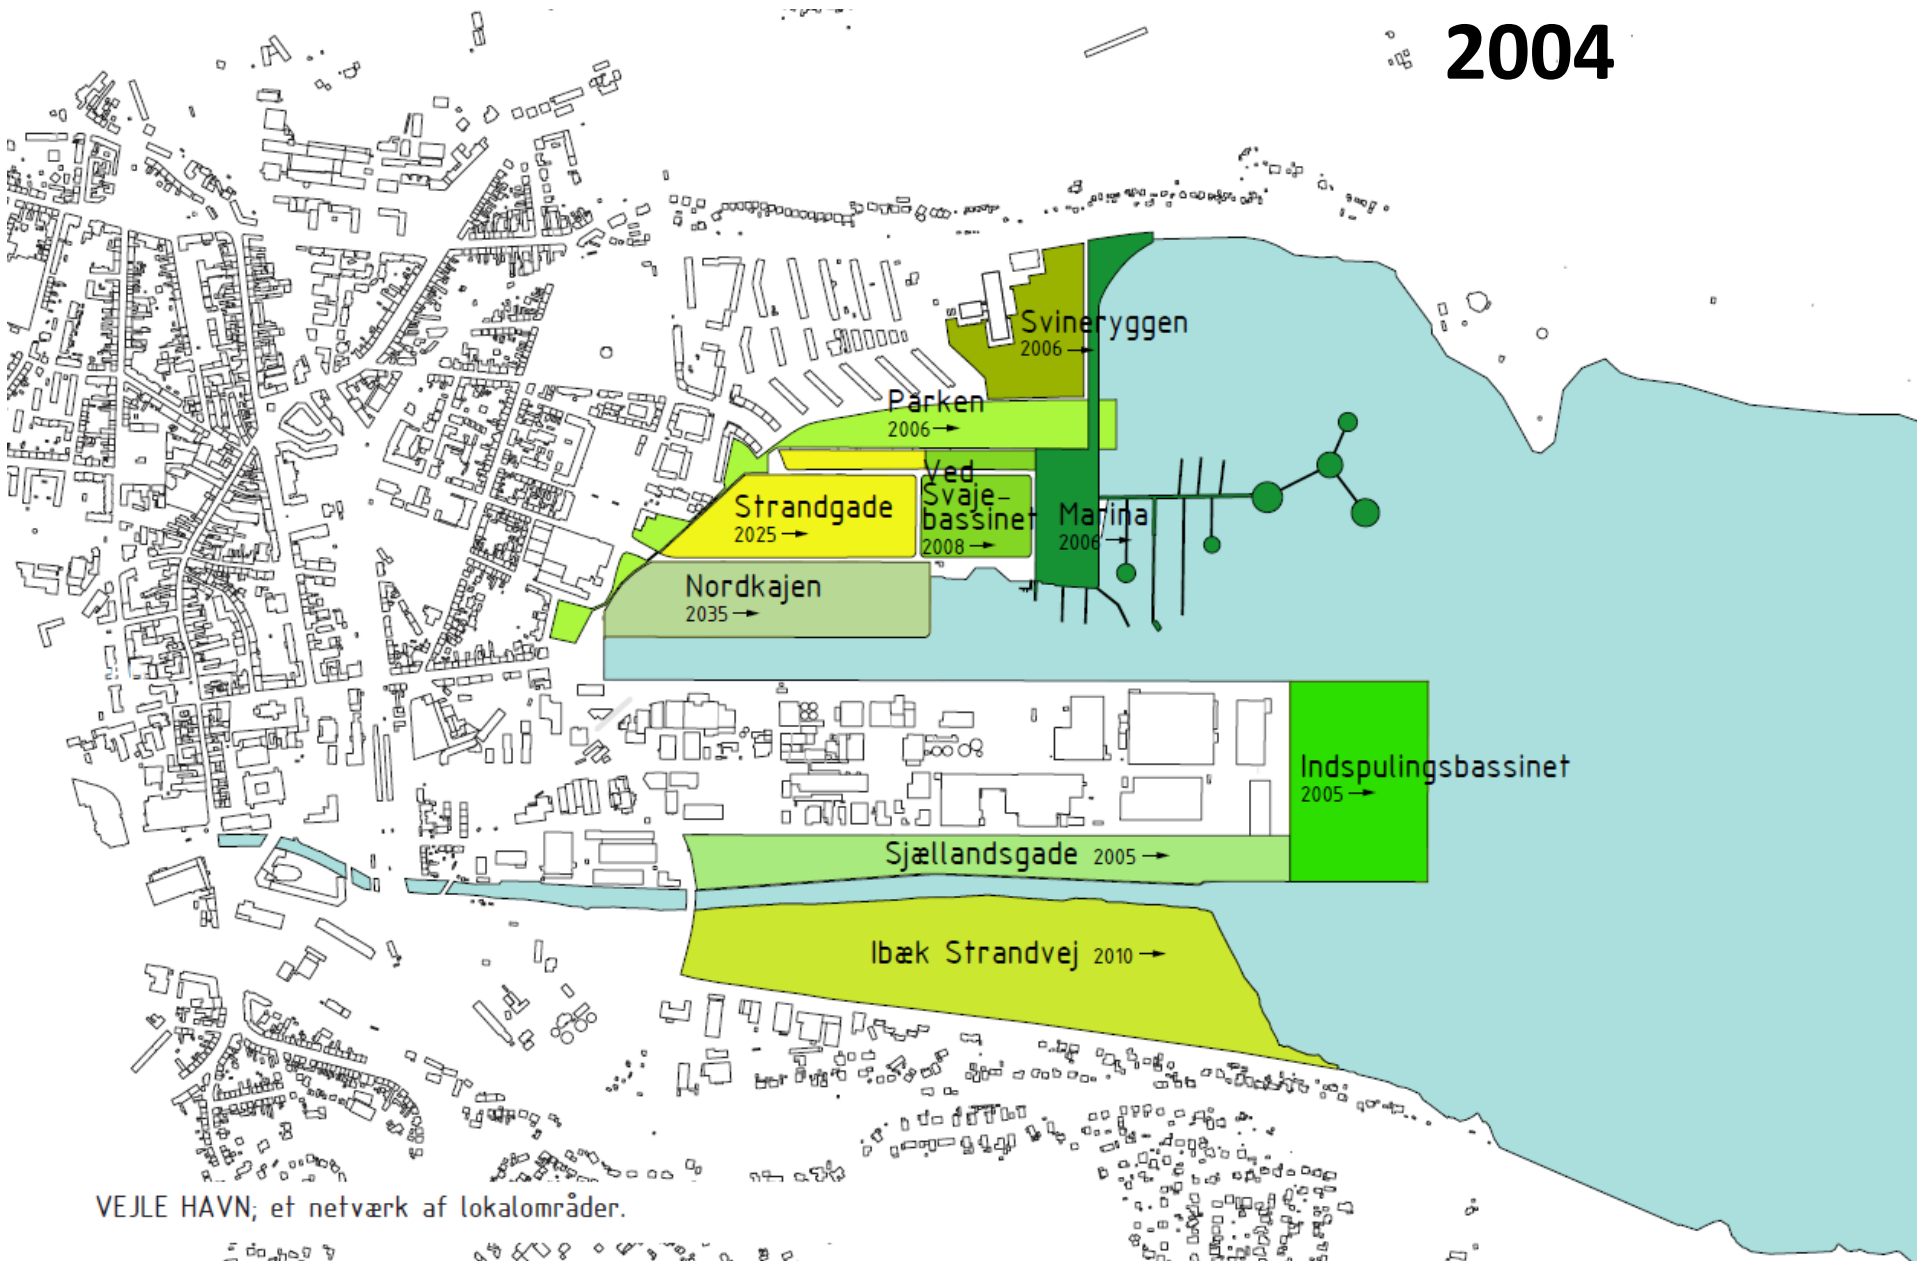 2004
Svineryggen
2006 →
Parken
2006 →
Ved
Svaje-
bassinet
2008 →
Strandgade
2025 →
Marina
2006 →
Nordkajen
2035 →
Indspulingsbassinet
2005 →
Sjællandsgade 2005 →
Ibæk Strandvej 2010 →
VEJLE HAVN; et netværk af lokalområder.